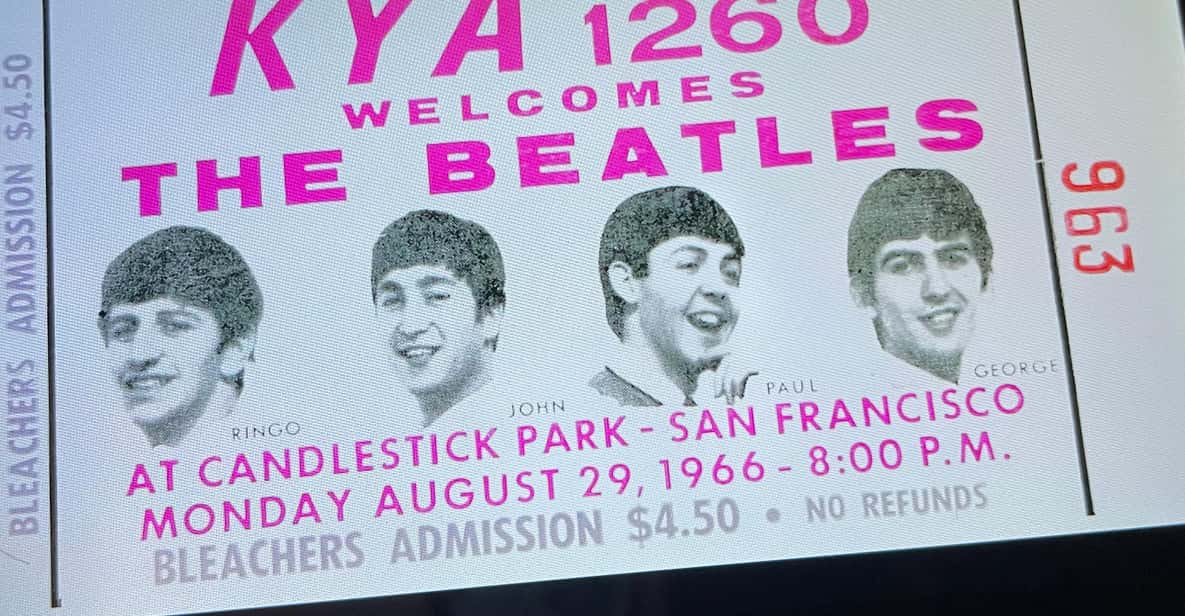 KYA 1260
WELCOMES
THE BEATLES
RINGO
JOHN
PAUL
GEORGE
AT CANDLESTICK PARK - SAN FRANCISCO
MONDAY AUGUST 29, 1966 - 8:00 P.M.
BLEACHERS ADMISSION $4.50 • NO REFUNDS
BLEACHERS ADMISSION $4.50
963